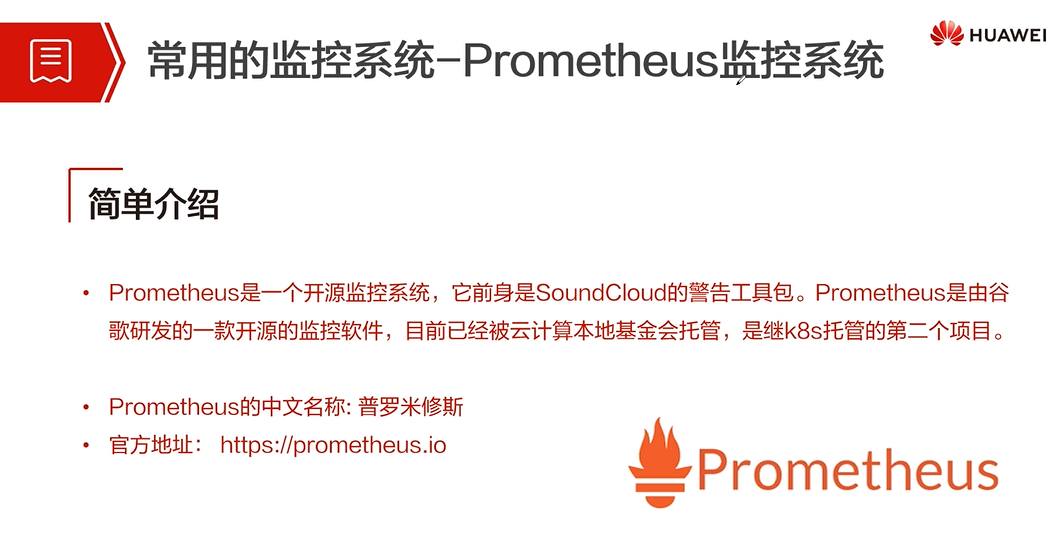 常用的监控系统-Prometheus监控系统
HUAWEI
简单介绍
• Prometheus是一个开源监控系统，它前身是SoundCloud的警告工具包。Prometheus是由谷
歌研发的一款开源的监控软件，目前已经被云计算本地基金会托管，是继k8s托管的第二个项目。
• Prometheus的中文名称: 普罗米修斯
• 官方地址： https://prometheus.io
Prometheus